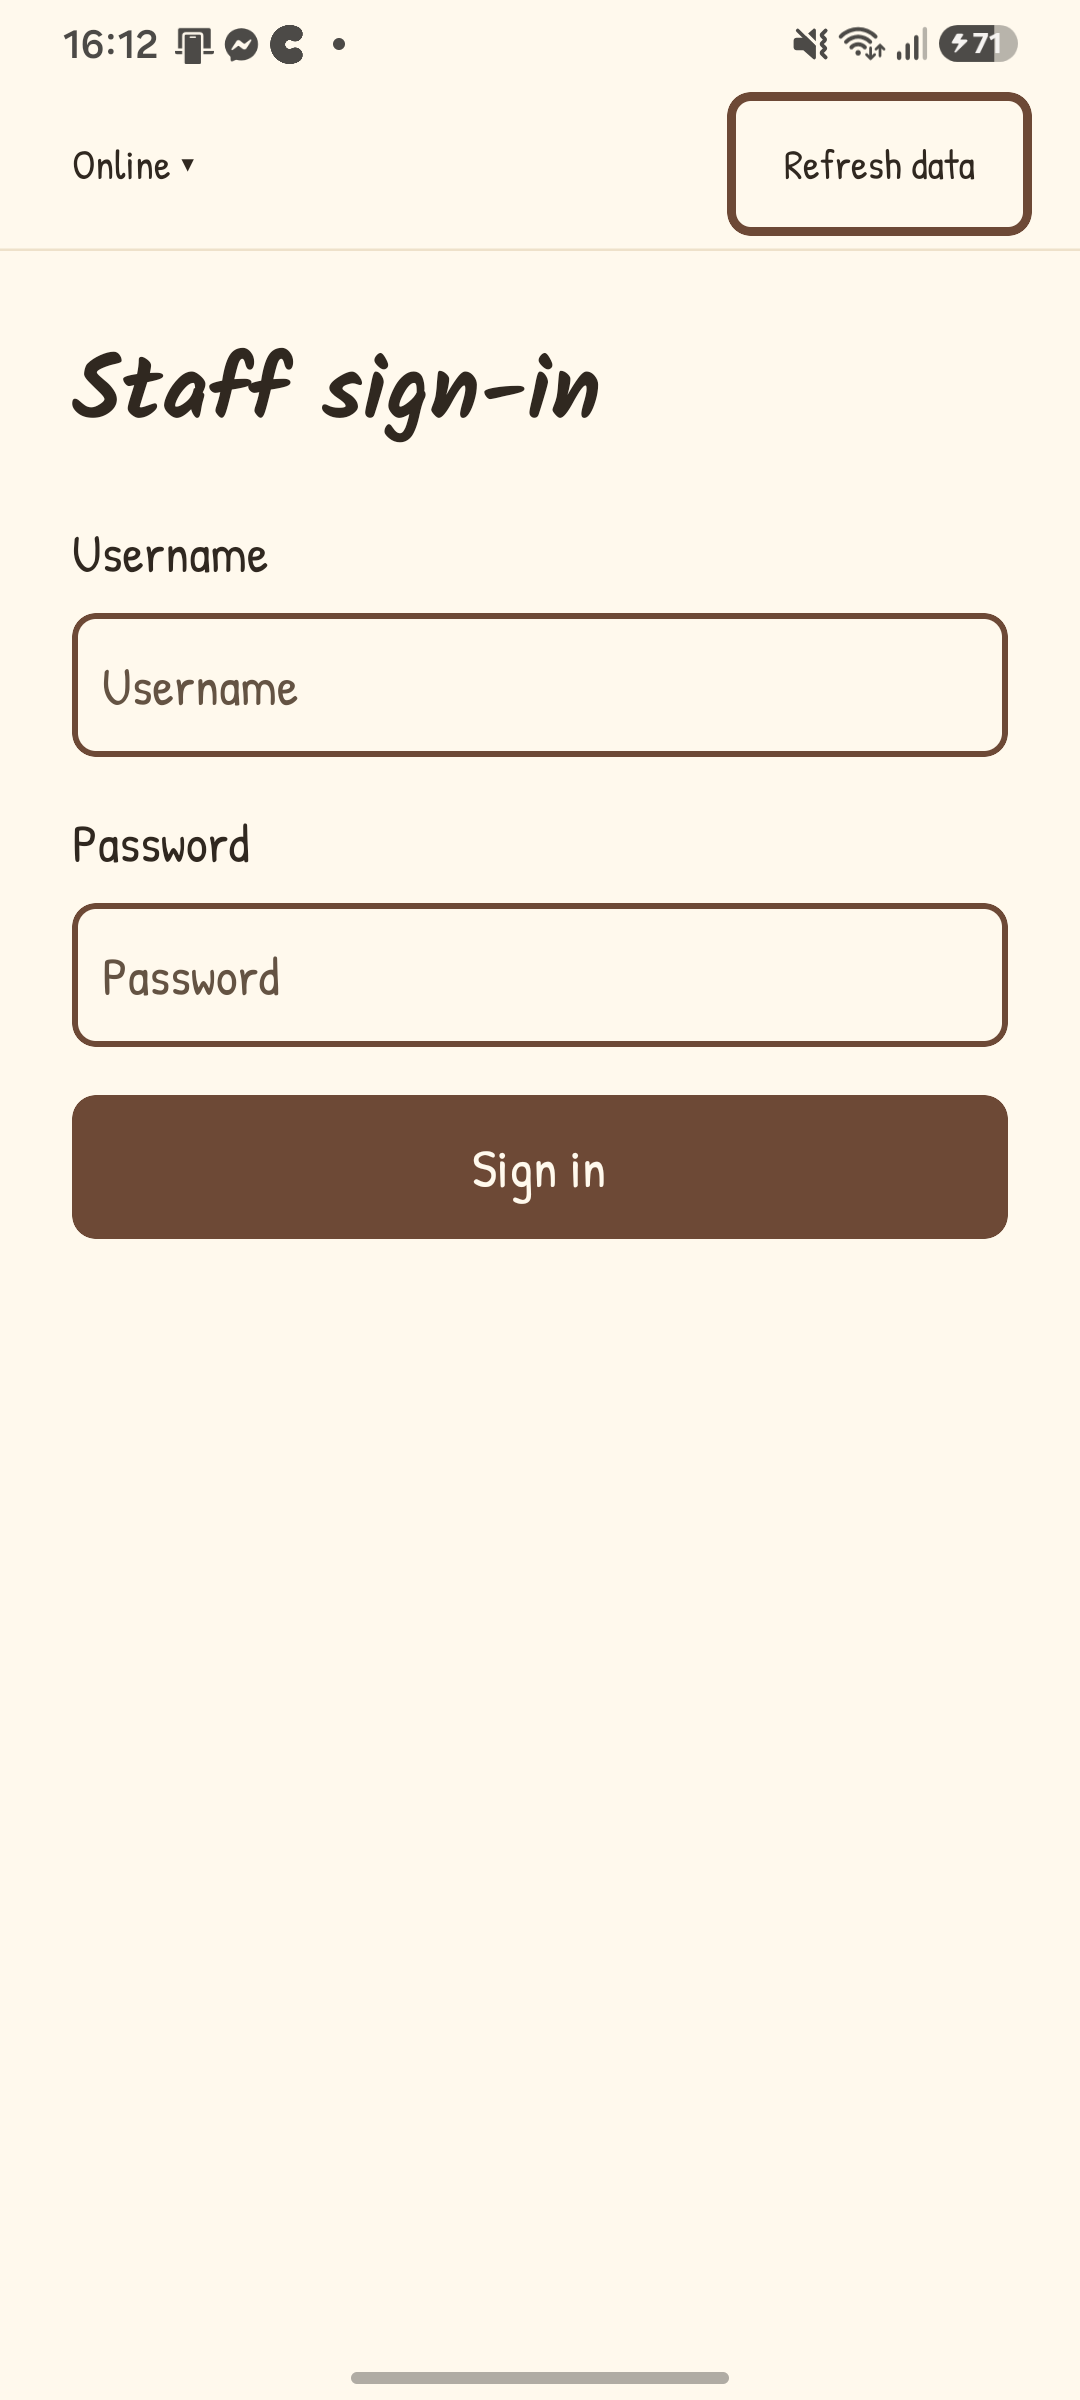 16:12
71
Online ▾
Refresh data
Staff sign-in
Username
Username
Password
Password
Sign in